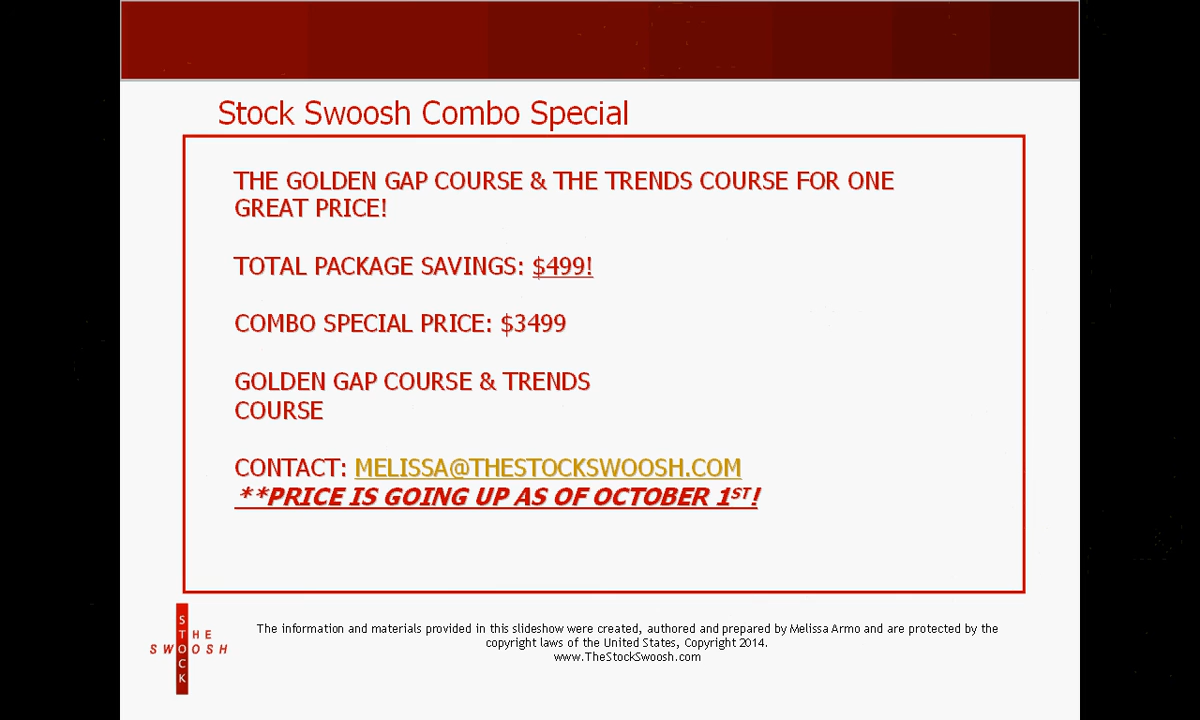 Stock Swoosh Combo Special
THE GOLDEN GAP COURSE & THE TRENDS COURSE FOR ONE
GREAT PRICE!
TOTAL PACKAGE SAVINGS: $499!
COMBO SPECIAL PRICE: $3499
GOLDEN GAP COURSE & TRENDS
COURSE
CONTACT: MELISSA@THESTOCKSWOOSH.COM
**PRICE IS GOING UP AS OF OCTOBER 1ST!
THE
STOCK
SWOOSH
The information and materials provided in this slideshow were created, authored and prepared by Melissa Armo and are protected by the
copyright laws of the United States, Copyright 2014.
www.TheStockSwoosh.com